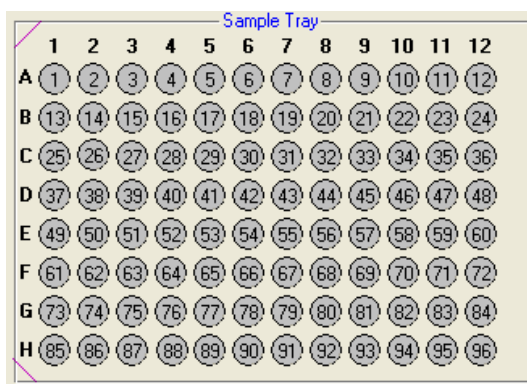 Sample Tray
1 2 3 4 5 6 7 8 9 10 11 12
A 1 2 3 4 5 6 7 8 9 10 11 12
B 13 14 15 16 17 18 19 20 21 22 23 24
C 25 26 27 28 29 30 31 32 33 34 35 36
D 37 38 39 40 41 42 43 44 45 46 47 48
E 49 50 51 52 53 54 55 56 57 58 59 60
F 61 62 63 64 65 66 67 68 69 70 71 72
G 73 74 75 76 77 78 79 80 81 82 83 84
H 85 86 87 88 89 90 91 92 93 94 95 96